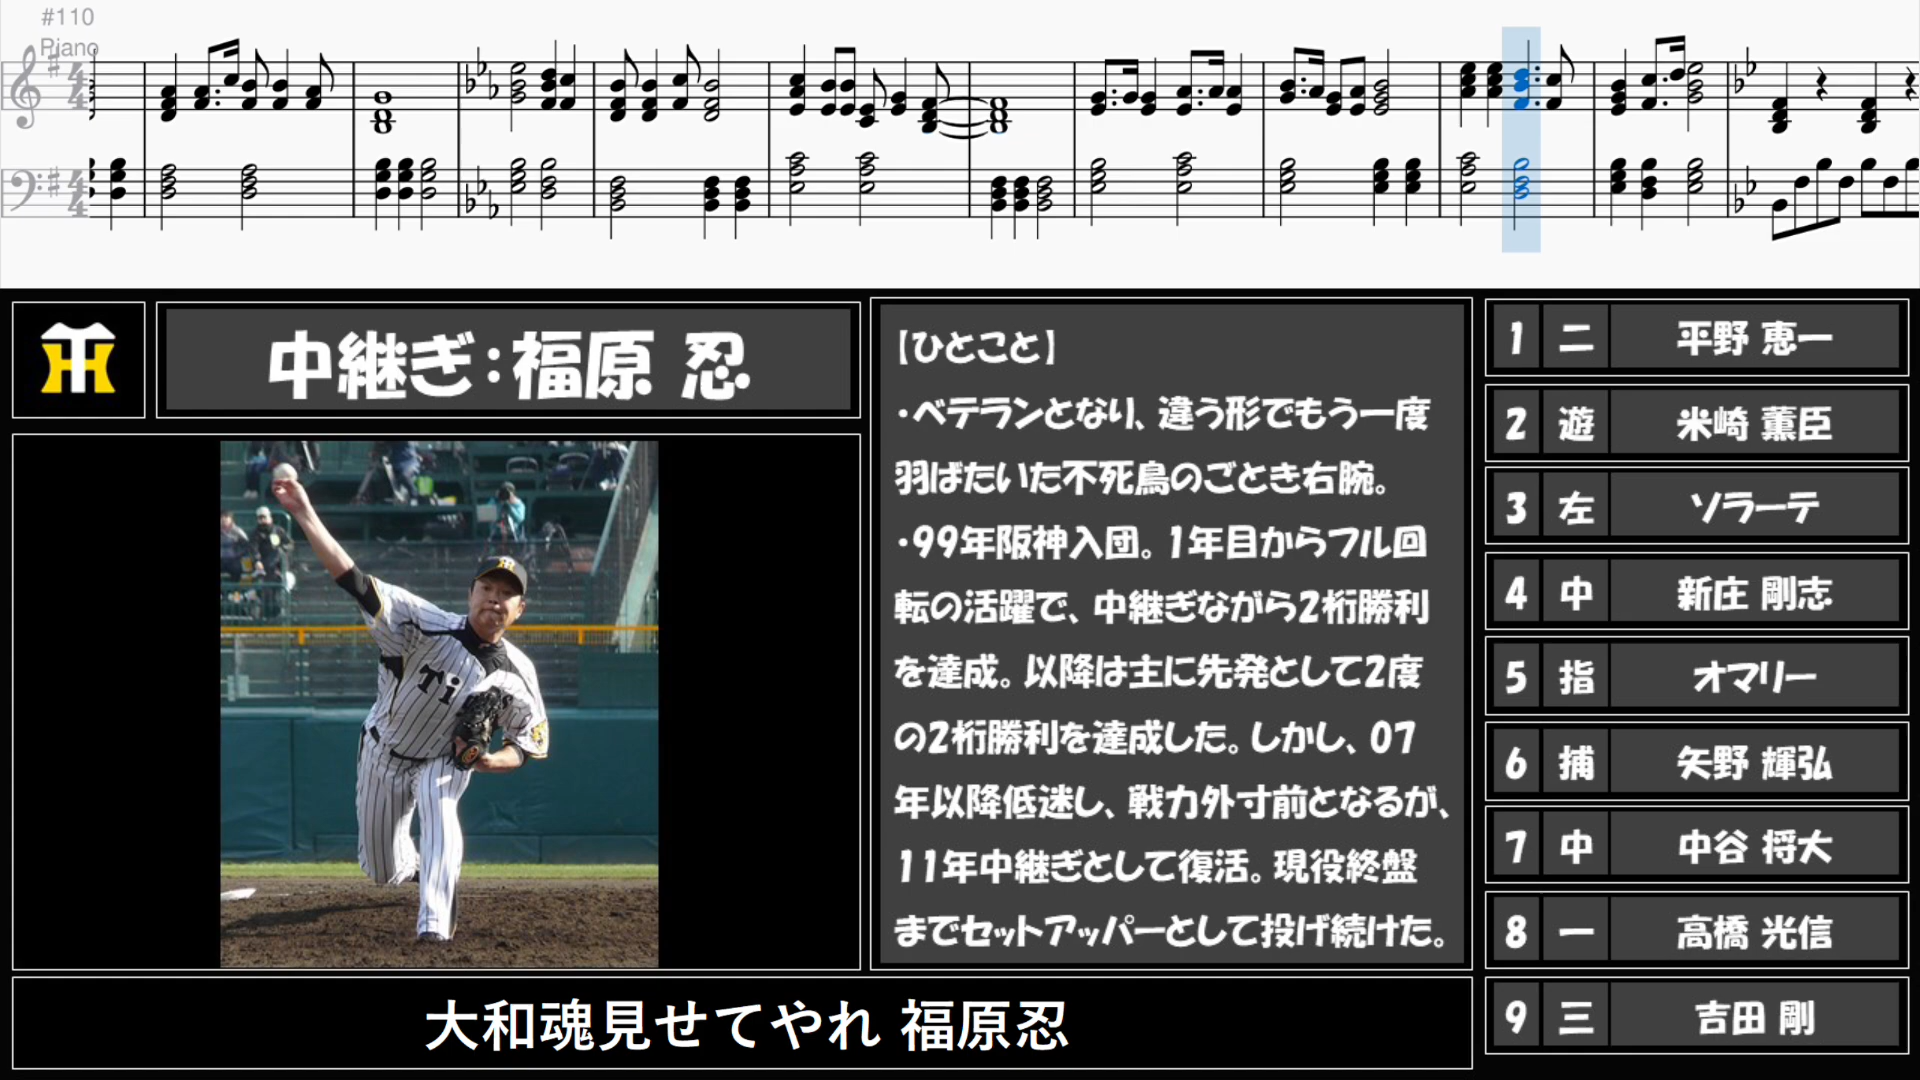 #110
Piano
中継ぎ:福原 忍
【ひとこと】
・ベテランとなり、違う形でもう一度
羽ばたいた不死鳥のごとき右腕。
・99年阪神入団。1年目からフル回
転の活躍で、中継ぎながら2桁勝利
を達成。以降は主に先発として2度
の2桁勝利を達成した。しかし、07
年以降低迷し、戦力外寸前となるが、
11年中継ぎとして復活。現役終盤
までセットアッパーとして投げ続けた。
大和魂見せてやれ 福原忍
1 二 平野 恵一
2 遊 米崎 薫臣
3 左 ソラーテ
4 中 新庄 剛志
5 指 オマリー
6 捕 矢野 輝弘
7 中 中谷 将大
8 一 高橋 光信
9 三 吉田 剛